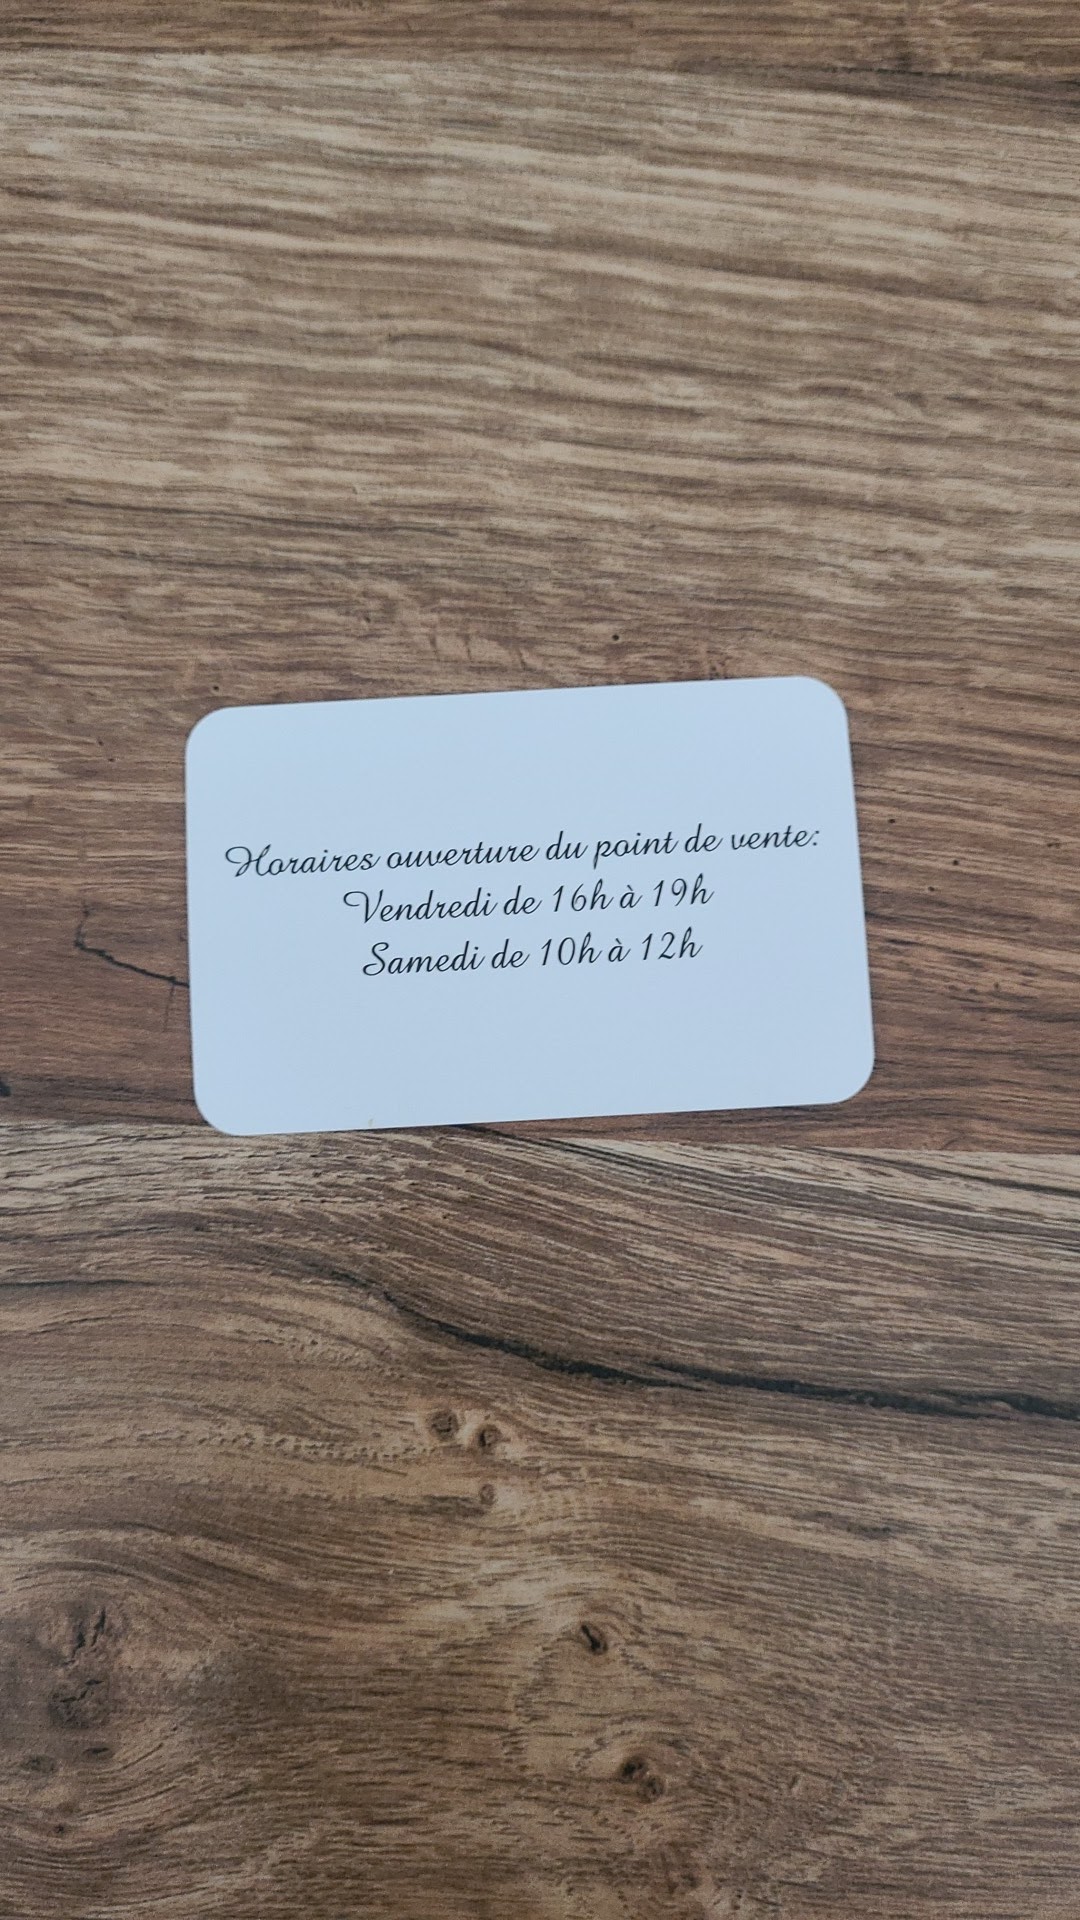 Horaires ouverture du point de vente:
Vendredi de 16h à 19h
Samedi de 10h à 12h